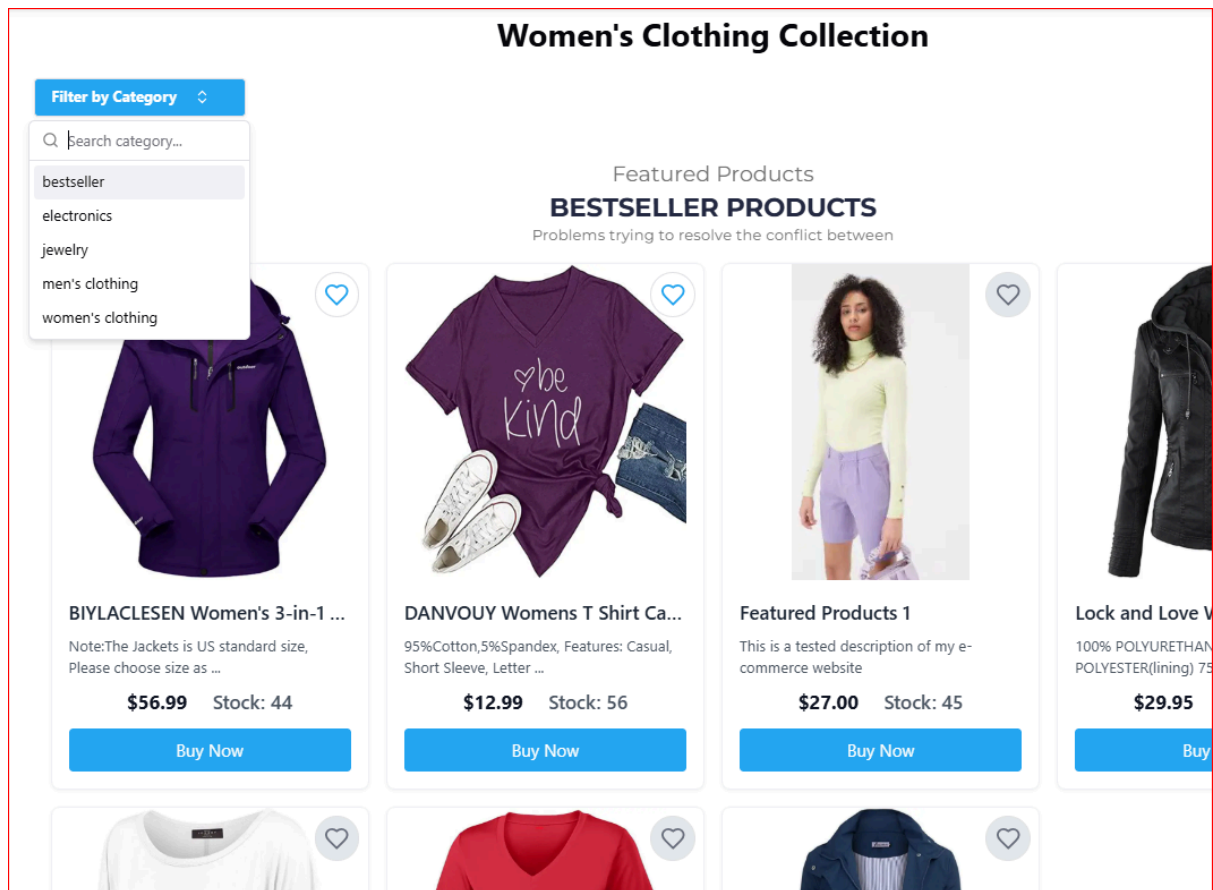 Women's Clothing Collection
Filter by Category
Search category...
bestseller
electronics
jewelry
men's clothing
women's clothing
Featured Products
BESTSELLER PRODUCTS
Problems trying to resolve the conflict between
be
kind
BIYLACLESEN Women's 3-in-1 ...
Note:The Jackets is US standard size,
Please choose size as ...
$56.99 Stock: 44
Buy Now
DANVOUY Womens T Shirt Ca...
95%Cotton,5%Spandex, Features: Casual,
Short Sleeve, Letter ...
$12.99 Stock: 56
Buy Now
Featured Products 1
This is a tested description of my e-
commerce website
$27.00 Stock: 45
Buy Now
Lock and Love
100% POLYURETHAN
POLYESTER(lining) 75
$29.95
Buy